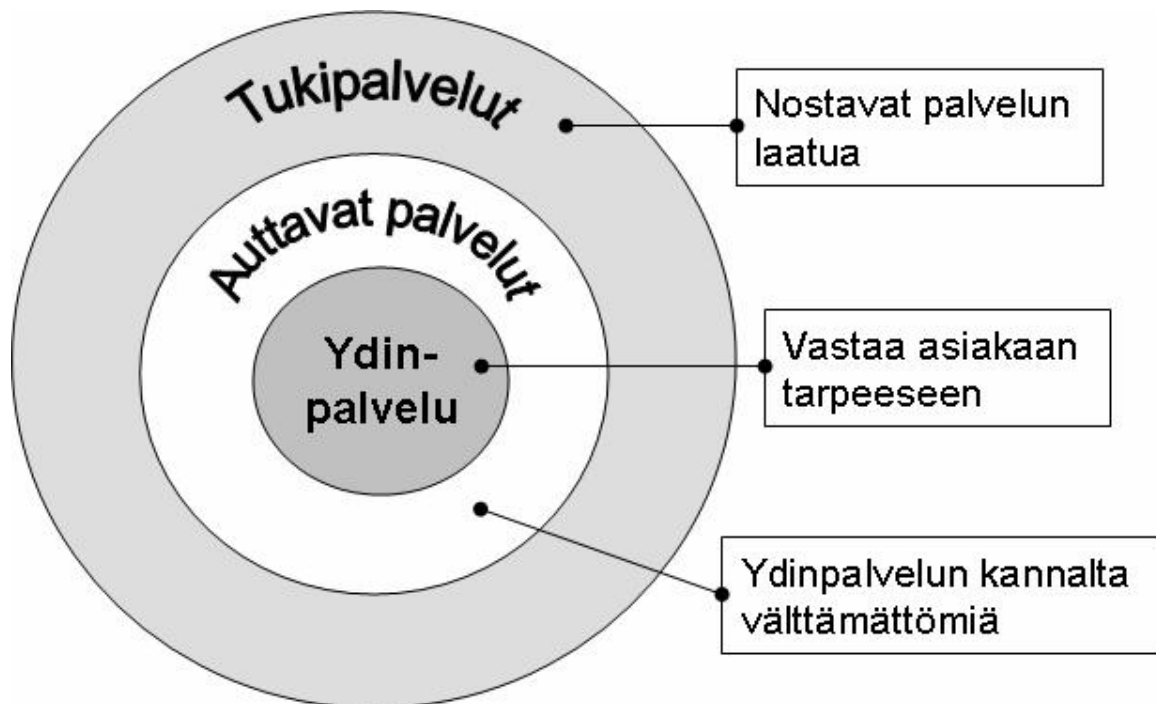 Tukipalvelut
Nostavat palvelun
laatua
Auttavat palvelut
Ydin-
palvelu
Vastaa asiakaan
tarpeeseen
Ydinpalvelun kannalta
välttämättömiä